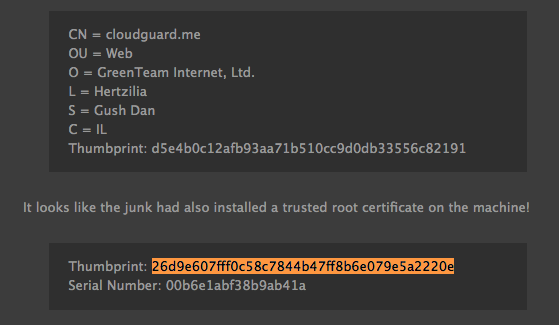 CN = cloudguard.me
OU = Web
O = GreenTeam Internet, Ltd.
L = Hertzilia
S = Gush Dan
C = IL
Thumbprint: d5e4b0c12afb93aa71b510cc9d0db33556c82191
It looks like the junk had also installed a trusted root certificate on the machine!
Thumbprint: 26d9e607fff0c58c7844b47ff8b6e079e5a2220e
Serial Number: 00b6e1abf38b9ab41a